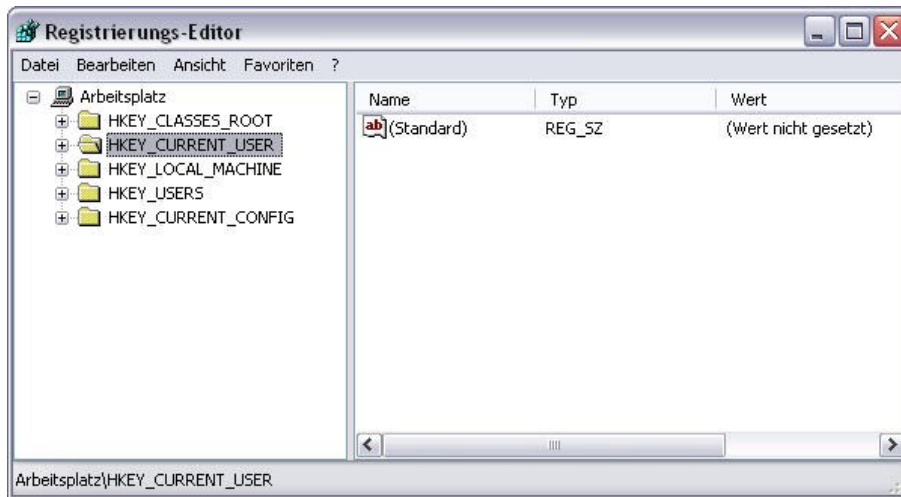 Registrierungs-Editor
Datei Bearbeiten Ansicht Favoriten ?
Arbeitsplatz
HKEY_CLASSES_ROOT
HKEY_CURRENT_USER
HKEY_LOCAL_MACHINE
HKEY_USERS
HKEY_CURRENT_CONFIG
Name Typ Wert
ab (Standard) REG_SZ (Wert nicht gesetzt)
Arbeitsplatz\HKEY_CURRENT_USER